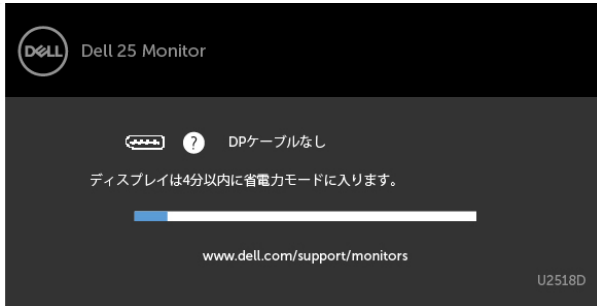 DELL
Dell 25 Monitor
? DPケーブルなし
ディスプレイは4分以内に省電力モードに入ります。
www.dell.com/support/monitors
U2518D